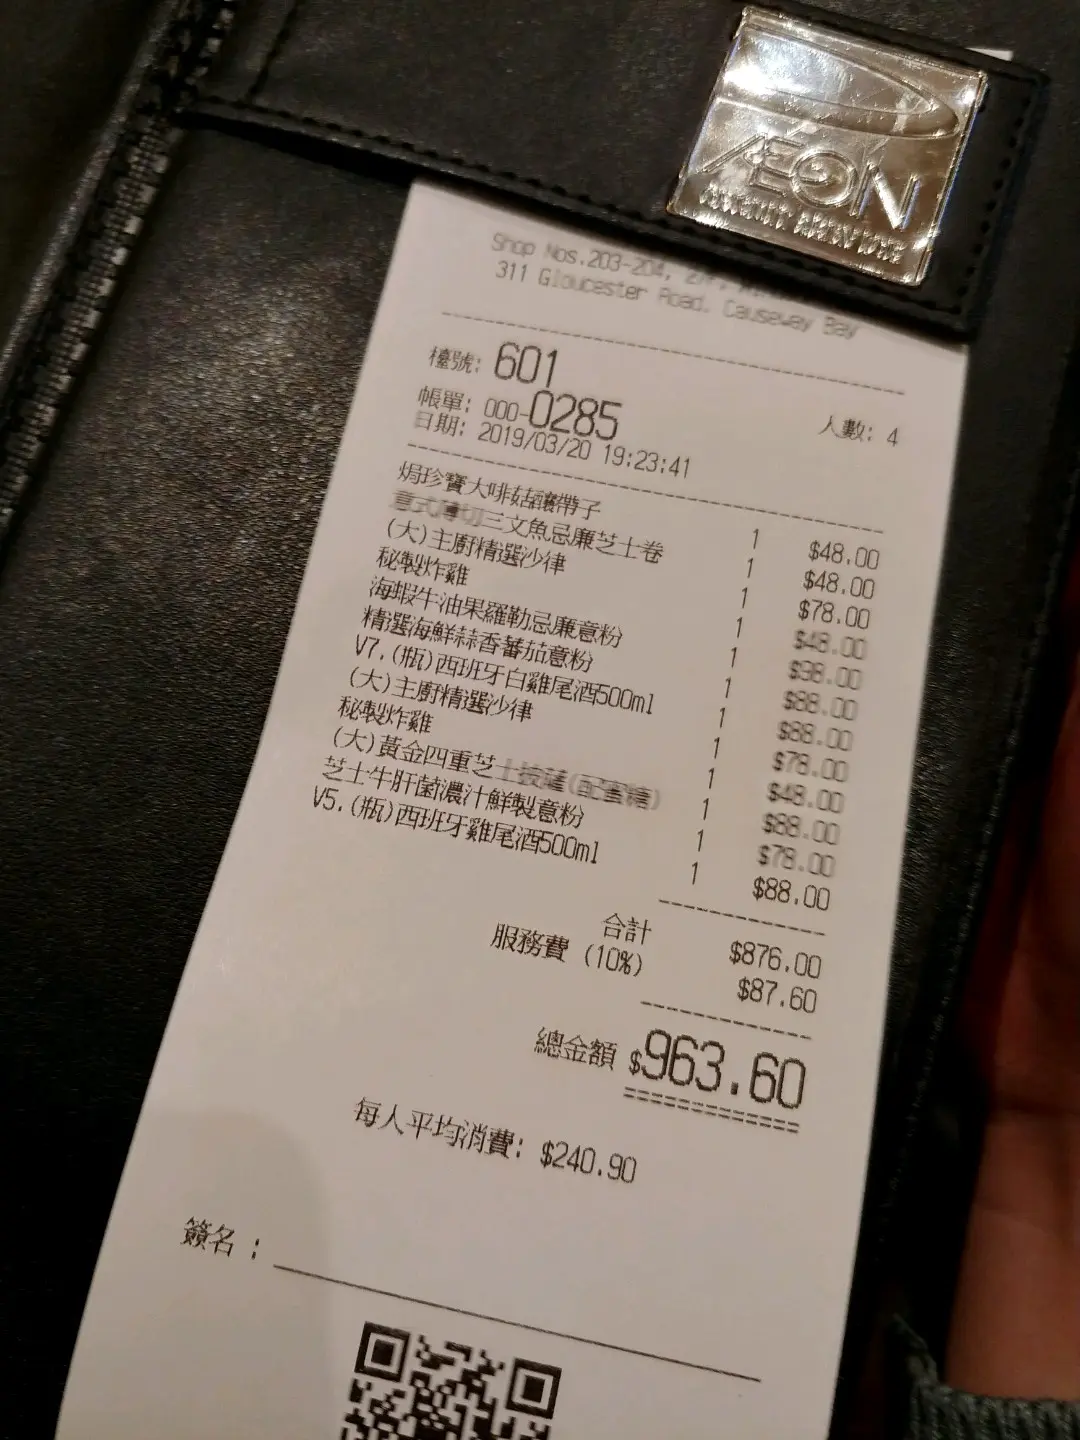 ÆON
Shop Nos.203-204, 2/F,
311 Gloucester Road, Causeway Bay
檯號: 601
帳單: 000-0285 人數: 4
日期: 2019/03/20 19:23:41
焗珍寶大啡菇釀帶子 1 $48.00
三文魚忌廉芝士卷 1 $48.00
(大)主廚精選沙律 1 $78.00
秘製炸雞 1 $48.00
海蝦牛油果羅勒忌廉意粉 1 $98.00
精選海鮮蒜香蕃茄意粉 1 $88.00
V7.(瓶)西班牙白雞尾酒500ml 1 $88.00
(大)主廚精選沙律 1 $78.00
秘製炸雞 1 $48.00
(大)黃金四重芝士披薩(配蜜糖) 1 $88.00
芝士牛肝菌濃汁鮮製意粉 1 $78.00
V5.(瓶)西班牙雞尾酒500ml 1 $88.00
合計 $876.00
服務費 (10%) $87.60
總金額 $963.60
每人平均消費: $240.90
簽名 :